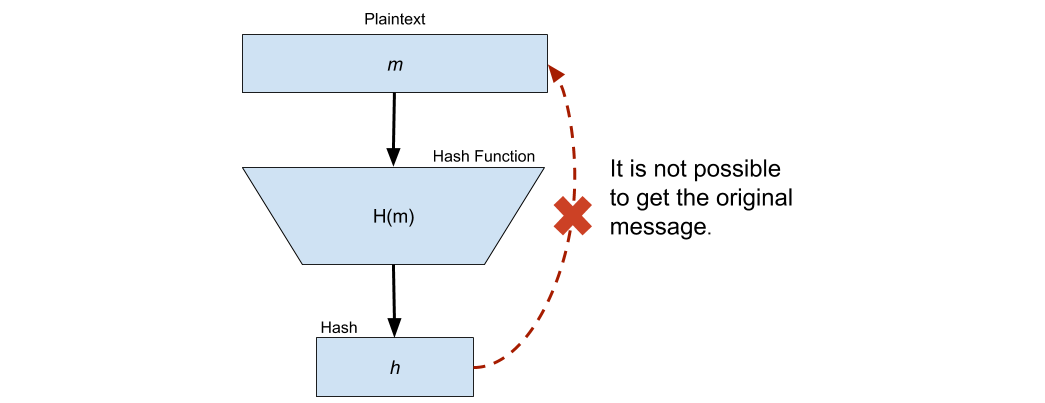 Plaintext
m
Hash Function
H(m)
It is not possible
to get the original
message.
Hash
h